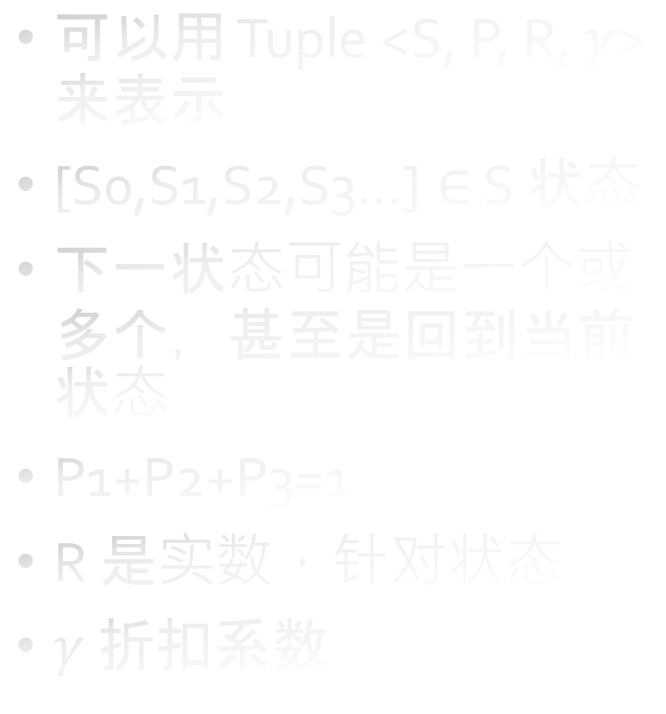 • 可以用 Tuple <S, P, R, γ>
来表示
• [S0,S1,S2,S3...] ∈ S 状态
• 下一状态可能是一个或
多个，甚至是回到当前
状态
• P1+P2+P3=1
• R 是实数，针对状态
• γ 折扣系数